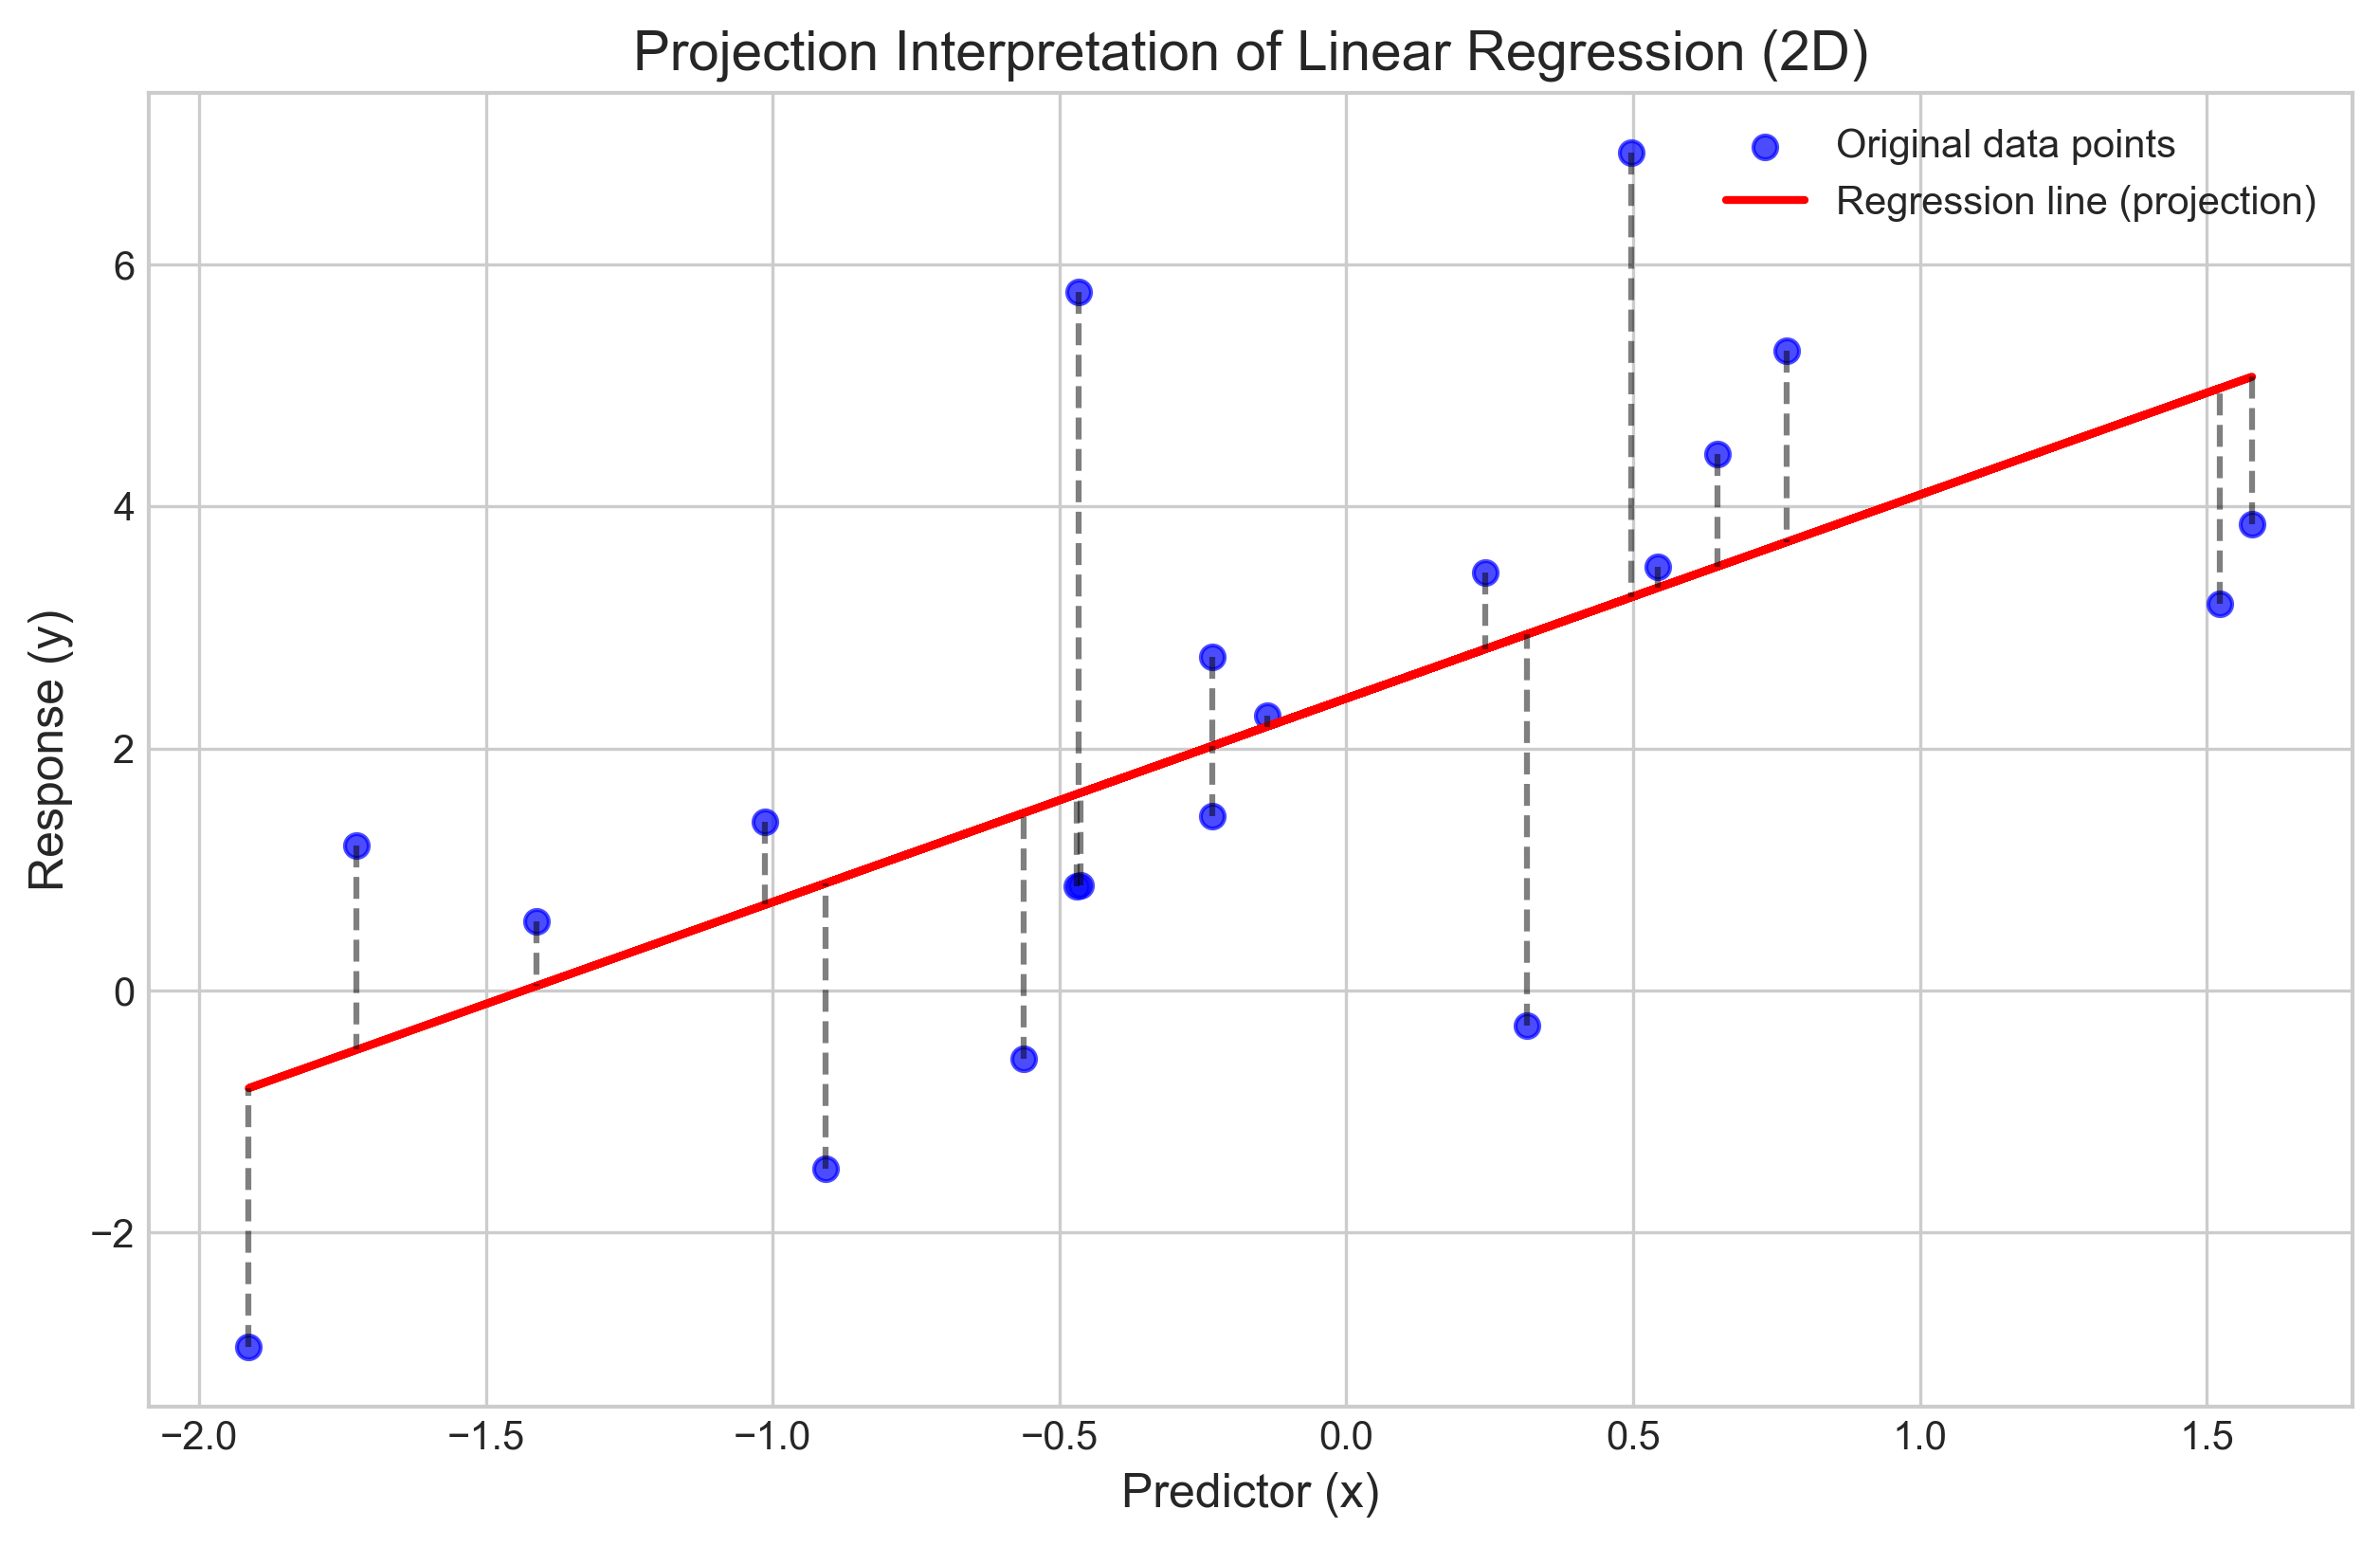 Projection Interpretation of Linear Regression (2D)
Original data points
Regression line (projection)
6
4
2
0
−2
Response (y)
−2.0 −1.5 −1.0 −0.5 0.0 0.5 1.0 1.5
Predictor (x)